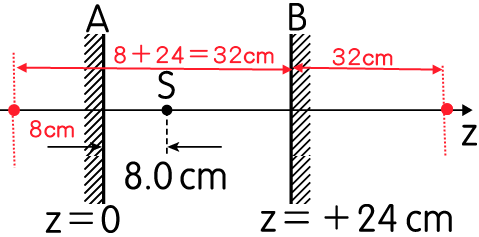 A
B
8+24=32cm
32cm
S
8cm
z
8.0 cm
z=0
z=+24 cm